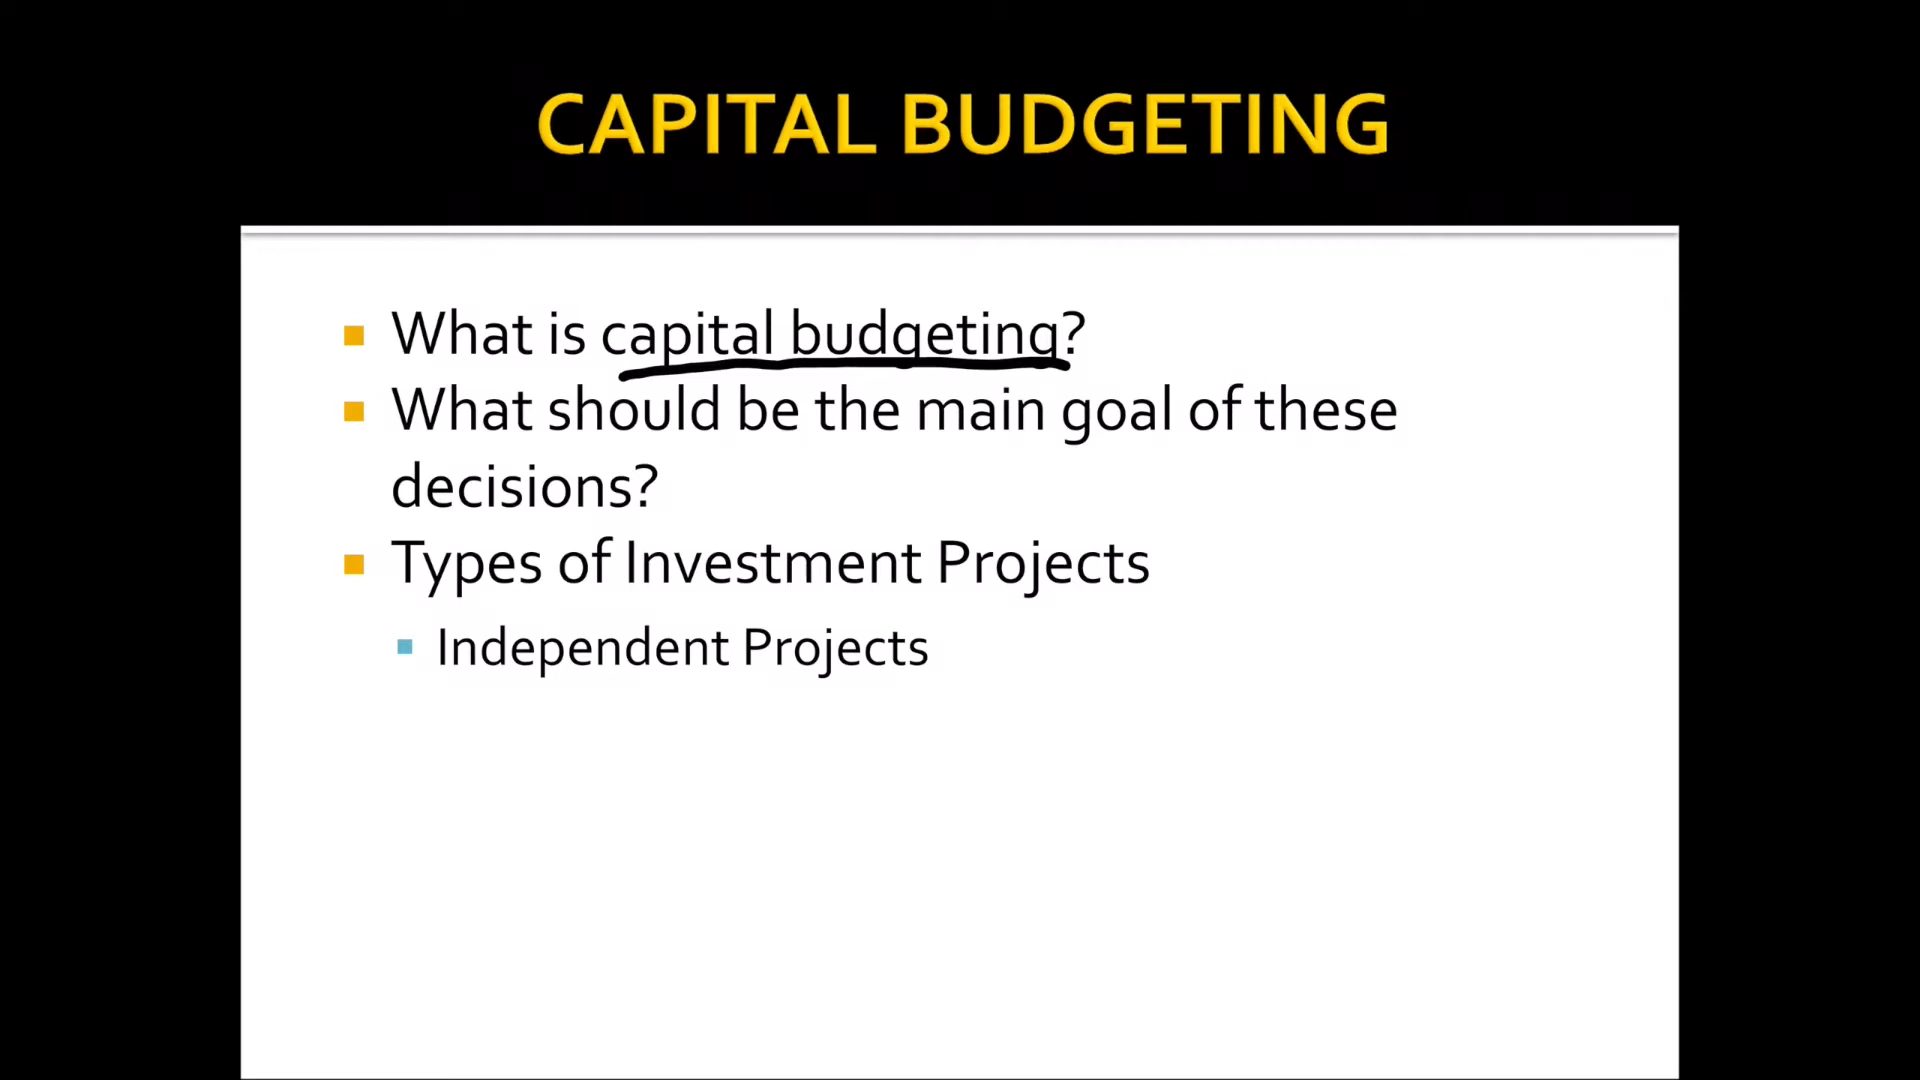 CAPITAL BUDGETING
What is capital budgeting?
What should be the main goal of these
decisions?
Types of Investment Projects
Independent Projects